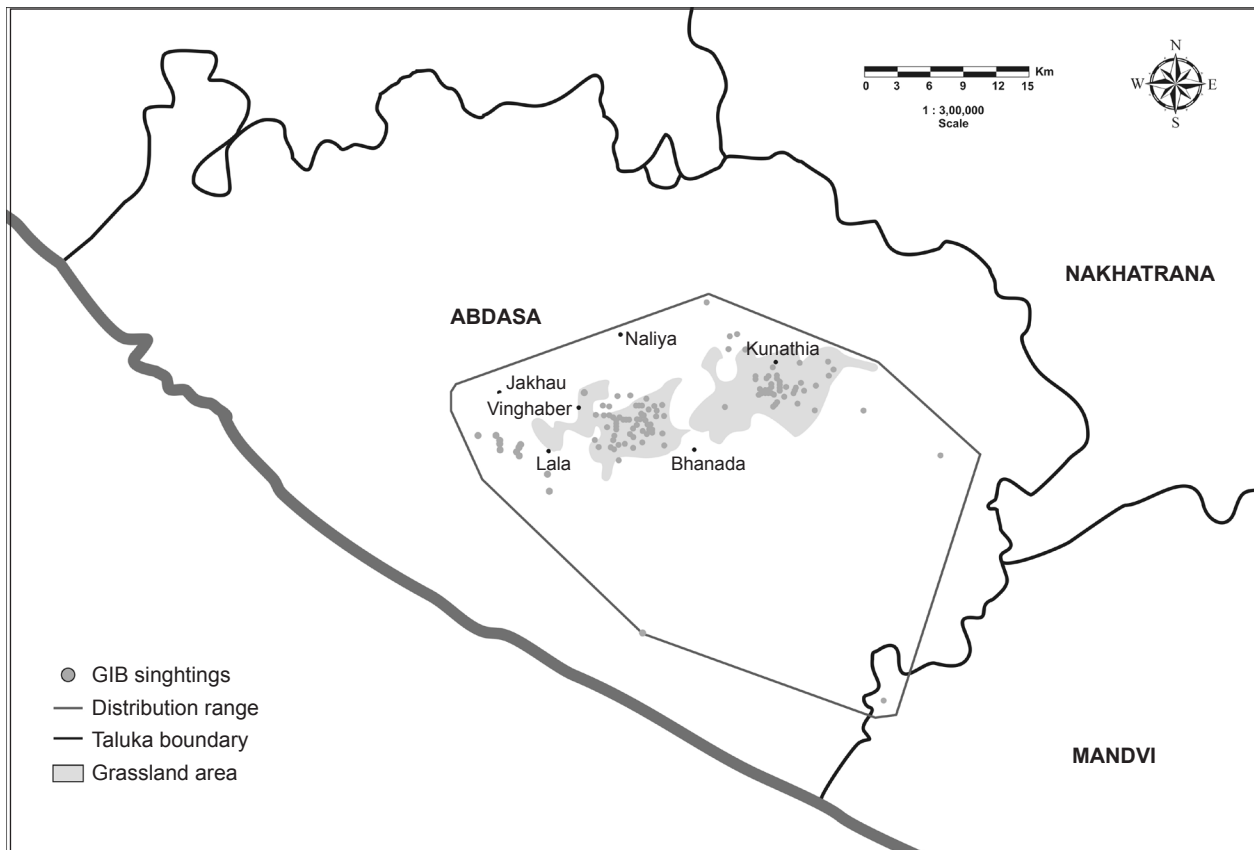 N
W E
S
Km
0 3 6 9 12 15
1 : 3,00,000
Scale
NAKHATRANA
ABDASA
Naliya
Kunathia
Jakhau
Vinghaber
Lala
Bhanada
GIB singhtings
Distribution range
Taluka boundary
Grassland area
MANDVI